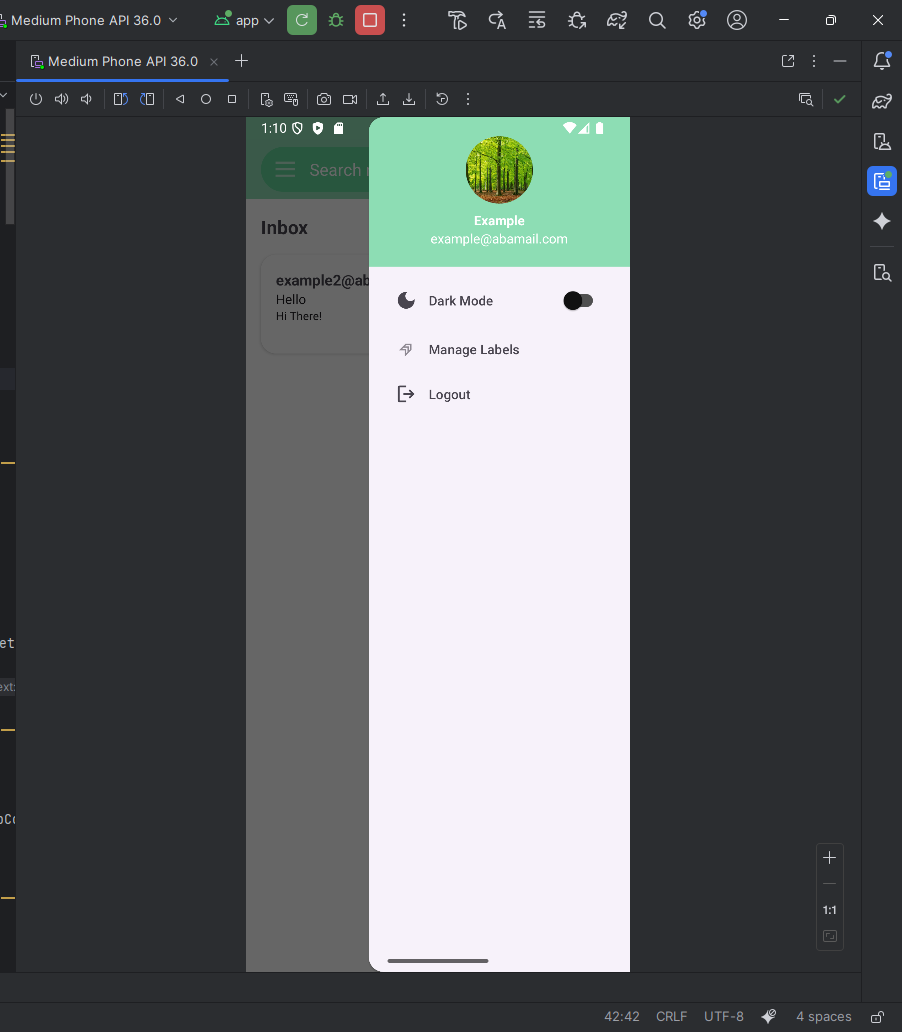 Medium Phone API 36.0
app
Medium Phone API 36.0
1:10
Search
Inbox
example2@ab
Hello
Hi There!
Example
example@abamail.com
Dark Mode
Manage Labels
Logout
et
ext:
1:1
42:42 CRLF UTF-8 4 spaces